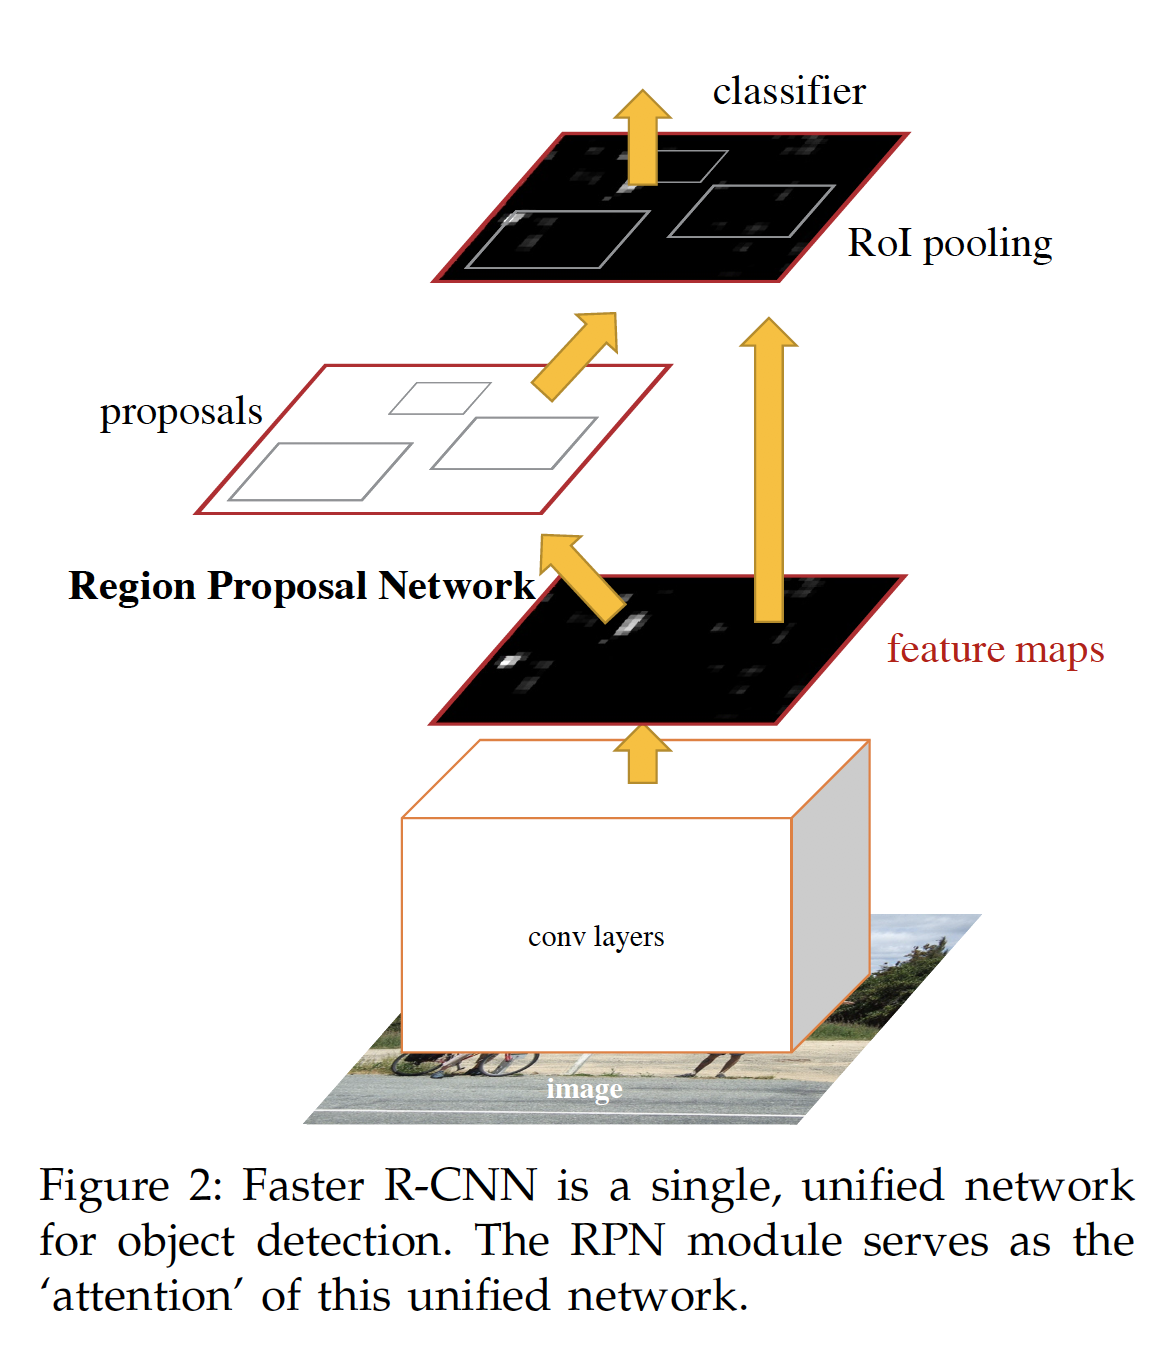 classifier
RoI pooling
proposals
Region Proposal Network
feature maps
conv layers
image
Figure 2: Faster R-CNN is a single, unified network
for object detection. The RPN module serves as the
‘attention’ of this unified network.